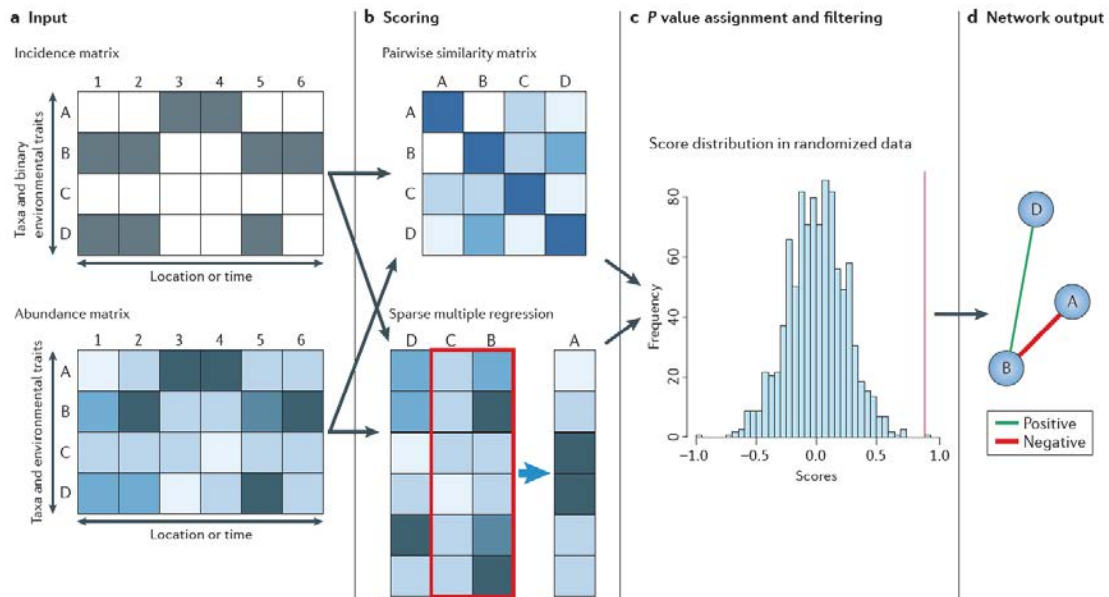 a Input
Incidence matrix
1 2 3 4 5 6
A
B
C
D
Taxa and binary
environmental traits
Location or time
Abundance matrix
1 2 3 4 5 6
A
B
C
D
Taxa and environmental traits
Location or time
b Scoring
Pairwise similarity matrix
A B C D
A
B
C
D
Sparse multiple regression
D C B A
c P value assignment and filtering
Score distribution in randomized data
80
60
40
20
0
Frequency
−1.0 −0.5 0.0 0.5 1.0
Scores
d Network output
D
A
B
Positive
Negative